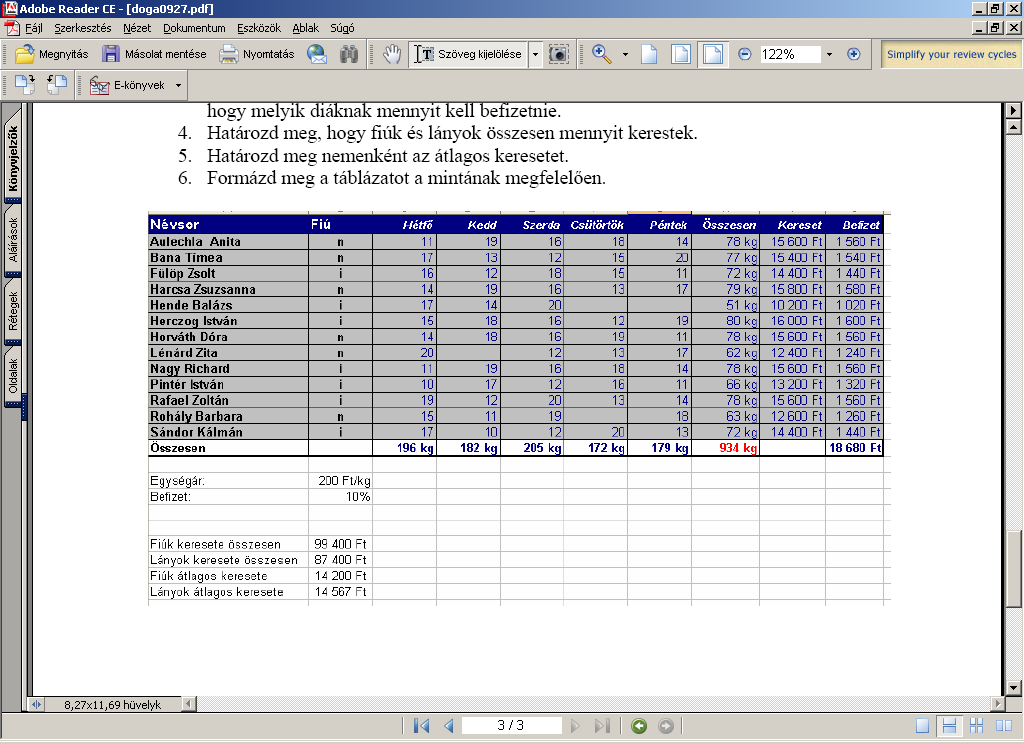 Adobe Reader CE - [doga0927.pdf]
Fájl Szerkesztés Nézet Dokumentum Eszközök Ablak Súgó
Megnyitás Másolat mentése Nyomtatás Szöveg kijelölése 122% Simplify your review cycles
E-könyvek
Könyvjelzők
Aláírások
Rétegek
Oldalak
hogy melyik diáknak mennyit kell befizetnie.
4. Határozd meg, hogy fiúk és lányok összesen mennyit kerestek.
5. Határozd meg nemenként az átlagos keresetet.
6. Formázd meg a táblázatot a mintának megfelelően.
Névsor Fiú Hétfő Kedd Szerda Csütörtök Péntek Összesen Kereset Befizet
Aulechla Anita n 11 19 16 18 14 78 kg 15 600 Ft 1 560 Ft
Bana Tímea n 17 13 12 15 20 77 kg 15 400 Ft 1 540 Ft
Fülöp Zsolt i 16 12 18 15 11 72 kg 14 400 Ft 1 440 Ft
Harcsa Zsuzsanna n 14 19 16 13 17 79 kg 15 800 Ft 1 580 Ft
Hende Balázs i 17 14 20 51 kg 10 200 Ft 1 020 Ft
Herczog István i 15 18 16 12 19 80 kg 16 000 Ft 1 600 Ft
Horváth Dóra n 14 18 16 19 11 78 kg 15 600 Ft 1 560 Ft
Lénárd Zita n 20 12 13 17 62 kg 12 400 Ft 1 240 Ft
Nagy Richard i 11 19 16 18 14 78 kg 15 600 Ft 1 560 Ft
Pintér István i 10 17 12 16 11 66 kg 13 200 Ft 1 320 Ft
Rafael Zoltán i 19 12 20 13 14 78 kg 15 600 Ft 1 560 Ft
Rohály Barbara n 15 11 19 18 63 kg 12 600 Ft 1 260 Ft
Sándor Kálmán i 17 10 12 20 13 72 kg 14 400 Ft 1 440 Ft
Összesen 196 kg 182 kg 205 kg 172 kg 179 kg 934 kg 18 680 Ft
Egységár: 200 Ft/kg
Befizet: 10%
Fiúk keresete összesen 99 400 Ft
Lányok keresete összesen 87 400 Ft
Fiúk átlagos keresete 14 200 Ft
Lányok átlagos keresete 14 567 Ft
8,27x11,69 hüvelyk
3 / 3